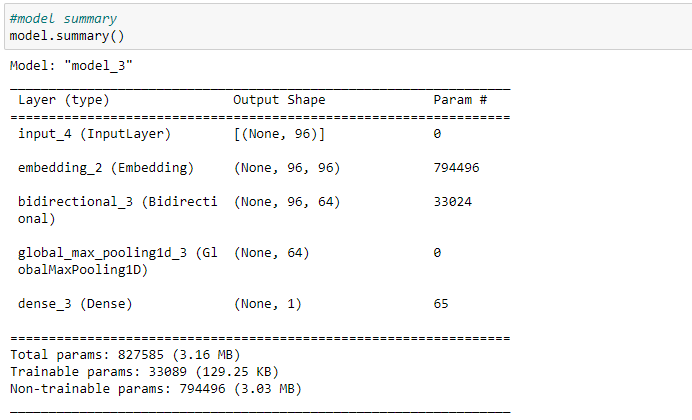 #model summary
model.summary()
Model: "model_3"
_________________________________________________________________
Layer (type)                Output Shape              Param #
=================================================================
input_4 (InputLayer)        [(None, 96)]              0
embedding_2 (Embedding)     (None, 96, 96)            794496
bidirectional_3 (Bidirecti  (None, 96, 64)            33024
onal)
global_max_pooling1d_3 (Gl  (None, 64)                0
obalMaxPooling1D)
dense_3 (Dense)             (None, 1)                 65
=================================================================
Total params: 827585 (3.16 MB)
Trainable params: 33089 (129.25 KB)
Non-trainable params: 794496 (3.03 MB)
_________________________________________________________________